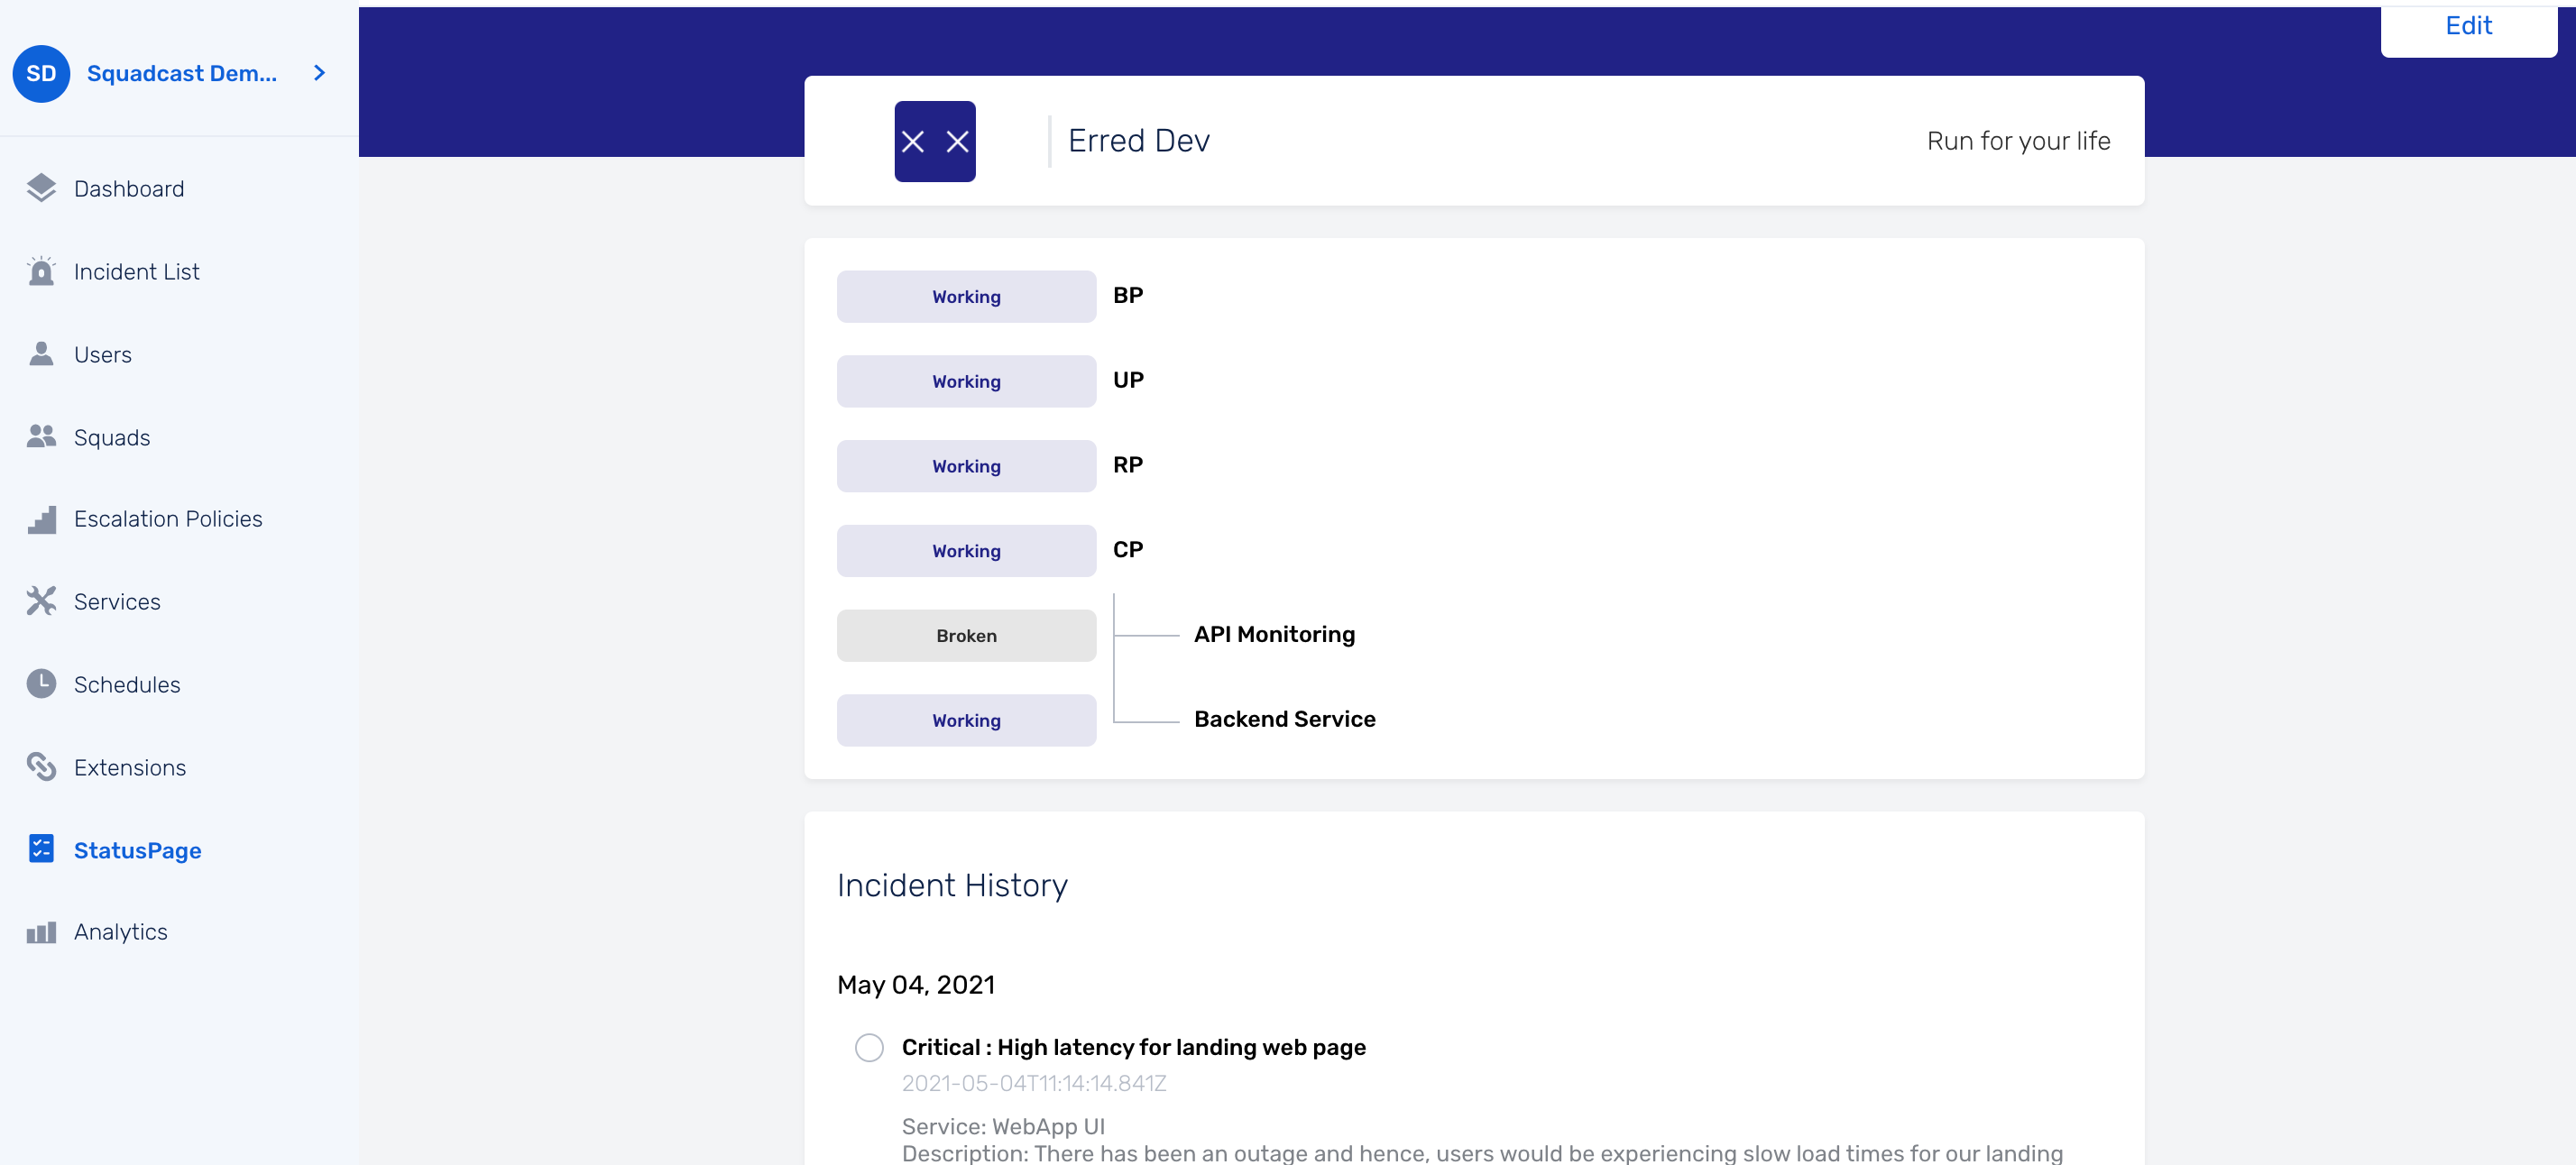 SD Squadcast Dem...
Dashboard
Incident List
Users
Squads
Escalation Policies
Services
Schedules
Extensions
StatusPage
Analytics
Edit
Erred Dev
Run for your life
Working BP
Working UP
Working RP
Working CP
Broken API Monitoring
Working Backend Service
Incident History
May 04, 2021
Critical : High latency for landing web page
2021-05-04T11:14:14.841Z
Service: WebApp UI
Description: There has been an outage and hence, users would be experiencing slow load times for our landing